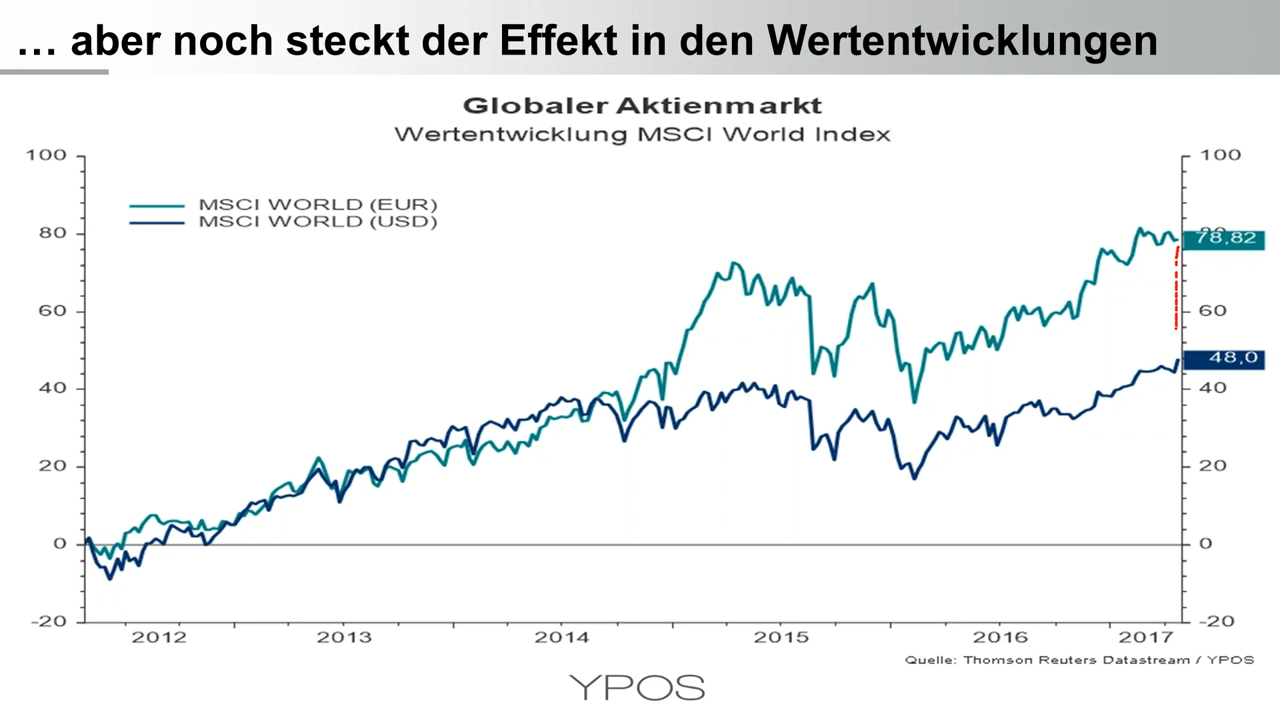 ... aber noch steckt der Effekt in den Wertentwicklungen
Globaler Aktienmarkt
Wertentwicklung MSCI World Index
100 100
MSCI WORLD (EUR)
MSCI WORLD (USD)
80 80
78,82
60 60
48,0
40 40
20 20
0 0
-20 -20
2012 2013 2014 2015 2016 2017
Quelle: Thomson Reuters Datastream / YPOS
YPOS